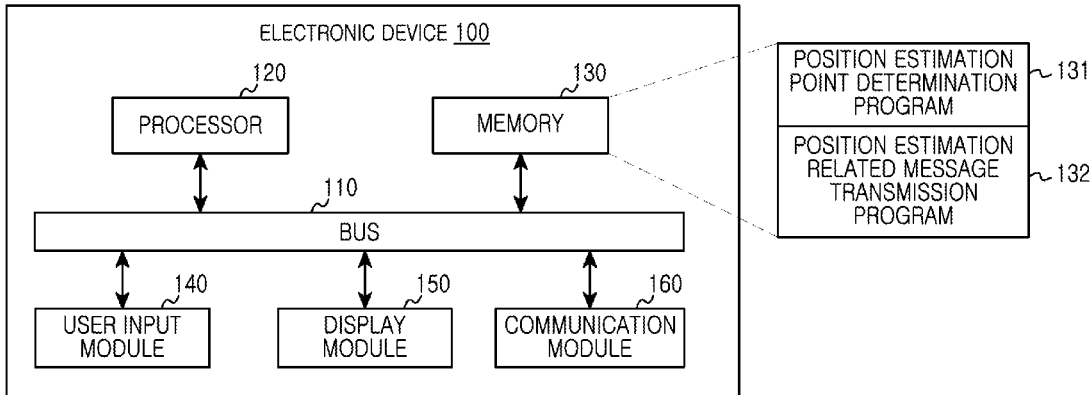 ELECTRONIC DEVICE 100
120
PROCESSOR
130
MEMORY
POSITION ESTIMATION
POINT DETERMINATION
PROGRAM
131
POSITION ESTIMATION
RELATED MESSAGE
TRANSMISSION
PROGRAM
132
110
BUS
140
USER INPUT
MODULE
150
DISPLAY
MODULE
160
COMMUNICATION
MODULE